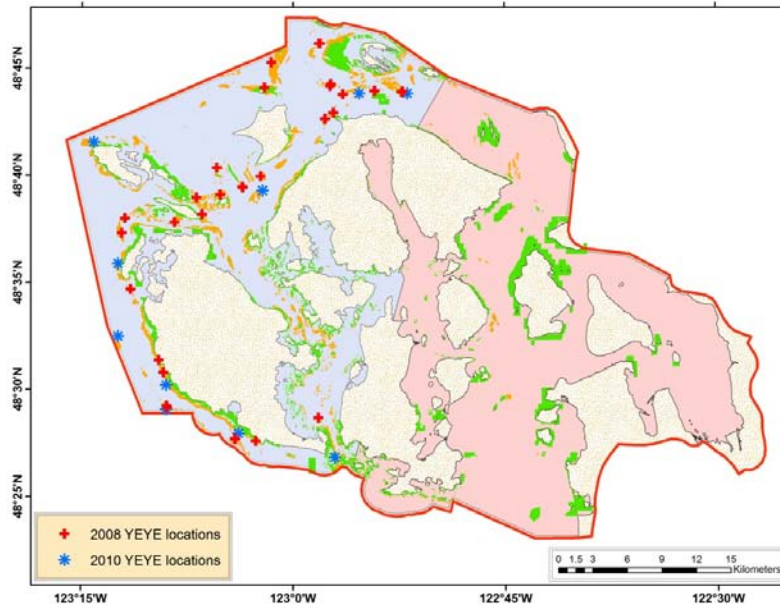 48°45'N
48°40'N
48°35'N
48°30'N
48°25'N
2008 YEYE locations
2010 YEYE locations
0 1.5 3 6 9 12 15
Kilometers
123°15'W 123°0'W 122°45'W 122°30'W